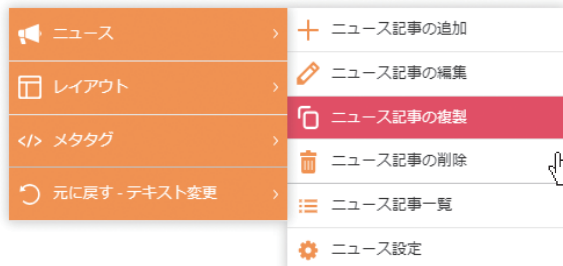 ニュース
レイアウト
</> メタタグ
元に戻す - テキスト変更
ニュース記事の追加
ニュース記事の編集
ニュース記事の複製
ニュース記事の削除
ニュース記事一覧
ニュース設定